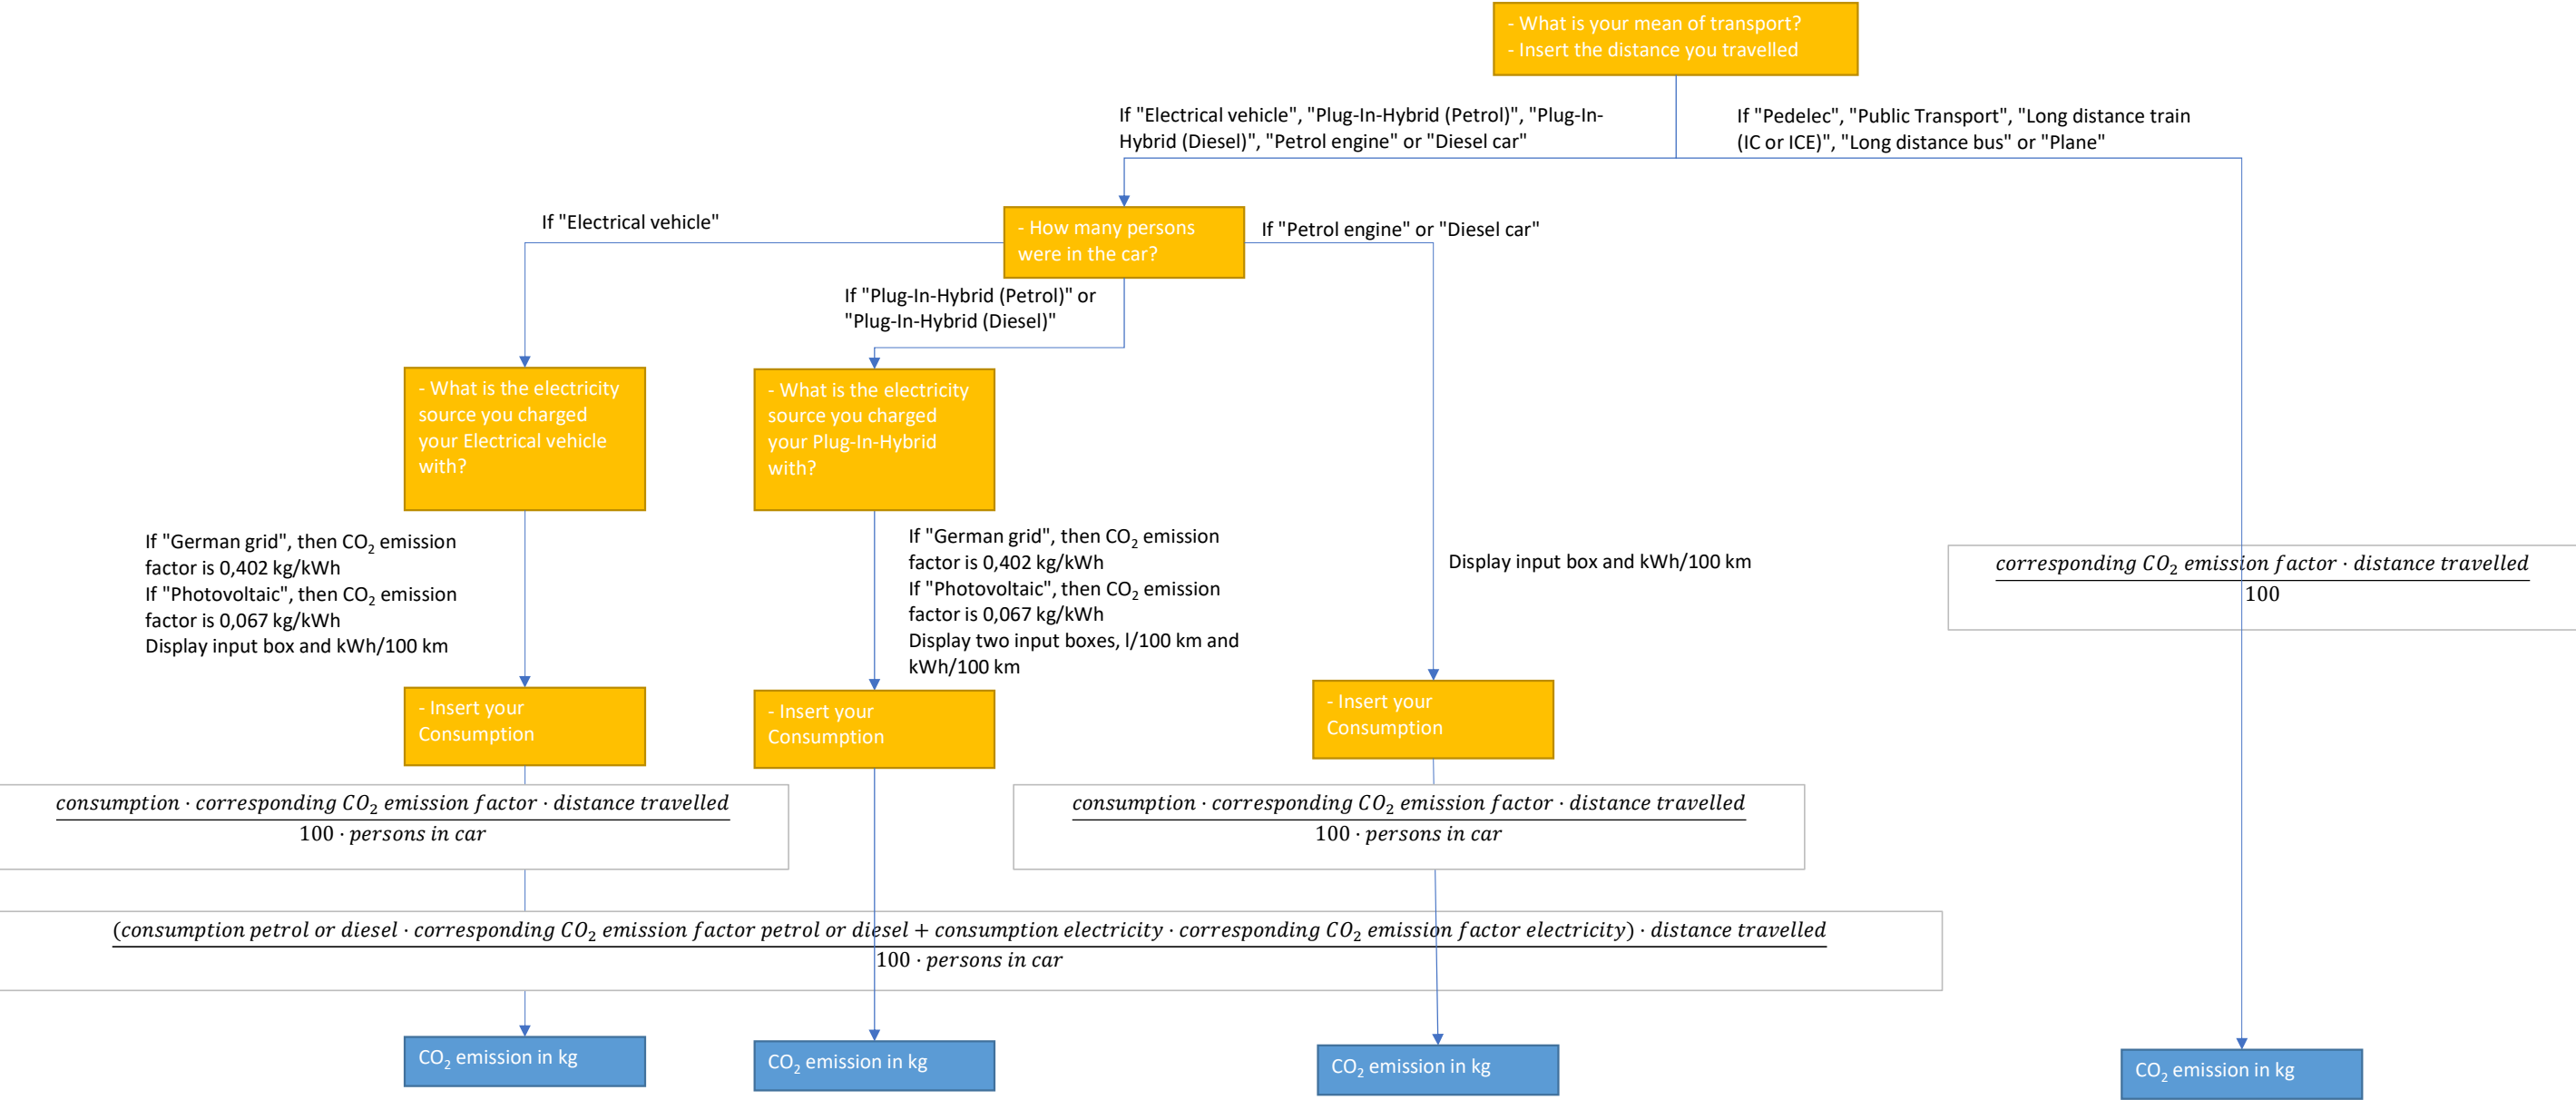 - What is your mean of transport?
- Insert the distance you travelled
If "Electrical vehicle", "Plug-In-Hybrid (Petrol)", "Plug-In-
Hybrid (Diesel)", "Petrol engine" or "Diesel car"
If "Pedelec", "Public Transport", "Long distance train
(IC or ICE)", "Long distance bus" or "Plane"
If "Electrical vehicle"
- How many persons
were in the car?
If "Petrol engine" or "Diesel car"
If "Plug-In-Hybrid (Petrol)" or
"Plug-In-Hybrid (Diesel)"
- What is the electricity
source you charged
your Electrical vehicle
with?
- What is the electricity
source you charged
your Plug-In-Hybrid
with?
If "German grid", then CO₂ emission
factor is 0,402 kg/kWh
If "Photovoltaic", then CO₂ emission
factor is 0,067 kg/kWh
Display input box and kWh/100 km
If "German grid", then CO₂ emission
factor is 0,402 kg/kWh
If "Photovoltaic", then CO₂ emission
factor is 0,067 kg/kWh
Display two input boxes, l/100 km and
kWh/100 km
Display input box and kWh/100 km
corresponding CO₂ emission factor · distance travelled
100
- Insert your
Consumption
- Insert your
Consumption
- Insert your
Consumption
consumption · corresponding CO₂ emission factor · distance travelled
100 · persons in car
consumption · corresponding CO₂ emission factor · distance travelled
100 · persons in car
(consumption petrol or diesel · corresponding CO₂ emission factor petrol or diesel + consumption electricity · corresponding CO₂ emission factor electricity) · distance travelled
100 · persons in car
CO₂ emission in kg
CO₂ emission in kg
CO₂ emission in kg
CO₂ emission in kg